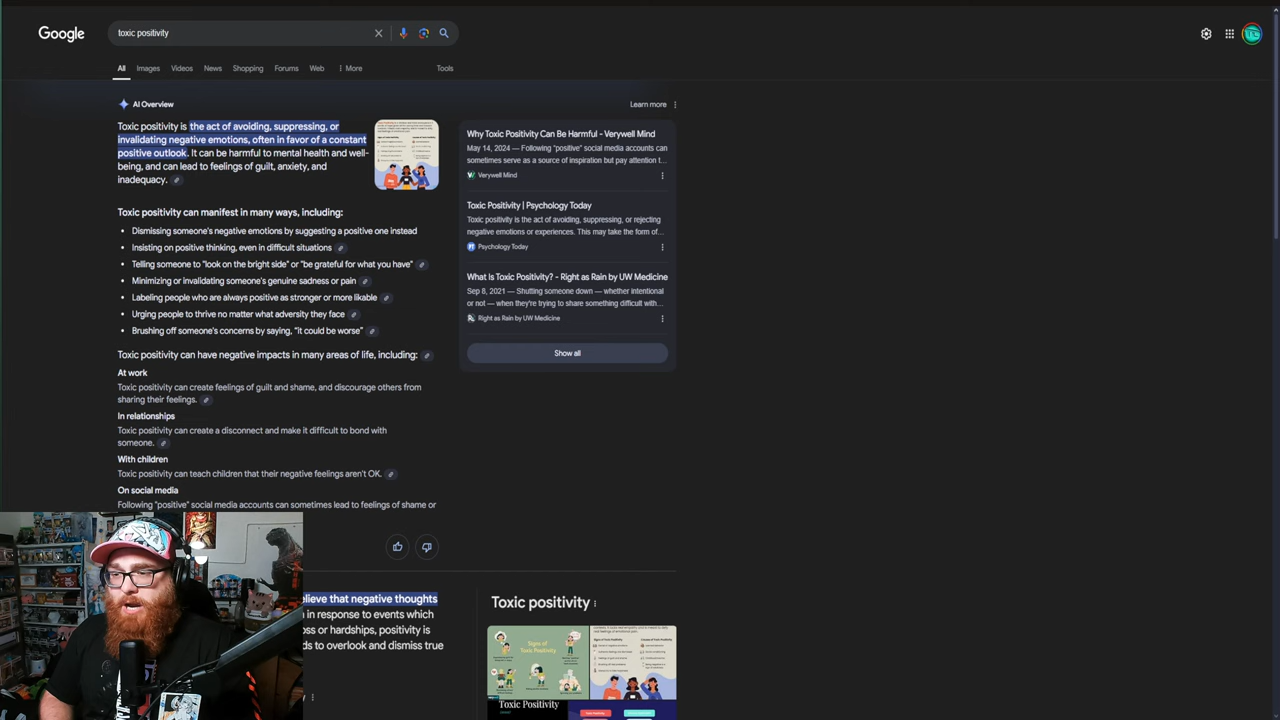 Google
toxic positivity
All
Images
Videos
News
Shopping
Forums
Web
More
Tools
AI Overview
Learn more
Toxic positivity is the act of avoiding, suppressing, or
invalidating negative emotions, often in favor of a constant
positive outlook. It can be harmful to mental health and well-
being, and can lead to feelings of guilt, anxiety, and
inadequacy.
Toxic positivity can manifest in many ways, including:
• Dismissing someone's negative emotions by suggesting a positive one instead
• Insisting on positive thinking, even in difficult situations
• Telling someone to "look on the bright side" or "be grateful for what you have"
• Minimizing or invalidating someone's genuine sadness or pain
• Labeling people who are always positive as stronger or more likable
• Urging people to thrive no matter what adversity they face
• Brushing off someone's concerns by saying, "it could be worse"
Toxic positivity can have negative impacts in many areas of life, including:
At work
Toxic positivity can create feelings of guilt and shame, and discourage others from
sharing their feelings.
In relationships
Toxic positivity can create a disconnect and make it difficult to bond with
someone.
With children
Toxic positivity can teach children that their negative feelings aren't OK.
On social media
Following "positive" social media accounts can sometimes lead to feelings of shame or
Why Toxic Positivity Can Be Harmful - Verywell Mind
May 14, 2024 — Following "positive" social media accounts can
sometimes serve as a source of inspiration but pay attention t...
Verywell Mind
Toxic Positivity | Psychology Today
Toxic positivity is the act of avoiding, suppressing, or rejecting
negative emotions or experiences. This may take the form of...
Psychology Today
What Is Toxic Positivity? - Right as Rain by UW Medicine
Sep 8, 2021 — Shutting someone down — whether intentional
or not — when they're trying to share something difficult with...
Right as Rain by UW Medicine
Show all
elieve that negative thoughts
n in response to events which
ss or hardships, positivity is
ds to mask and dismiss true
Toxic positivity
Signs of
Toxic Positivity
Toxic Positivity